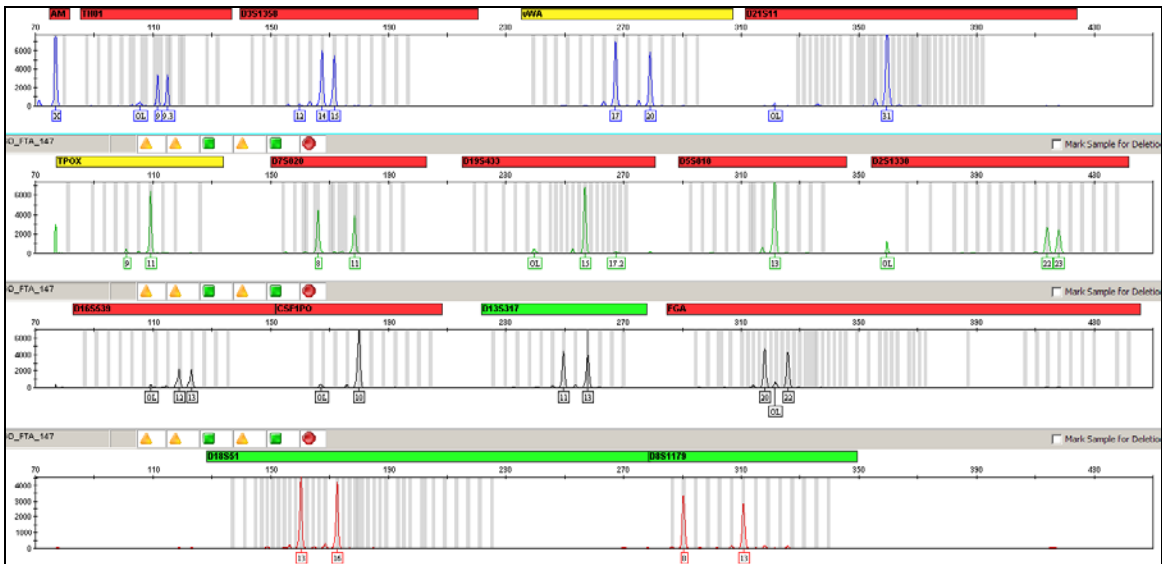 AM TH01 D3S1358 vWA D21S11
70 110 150 190 230 270 310 350 390 430
6000
4000
2000
0
X OL 9 9.3 12 14 15 17 20 OL 31
D_FTA_147 Mark Sample for Deletio
TPOX D7S820 D19S433 D5S818 D2S1338
70 110 150 190 230 270 310 350 390 430
6000
4000
2000
0
9 11 8 11 OL 15 17.2 13 OL 22 23
D_FTA_147 Mark Sample for Deletio
D16S539 CSF1PO D13S317 FGA
70 110 150 190 230 270 310 350 390 430
6000
4000
2000
0
OL 12 13 OL 10 11 13 20 22
OL
D_FTA_147 Mark Sample for Deletio
D18S51 D8S1179
70 110 150 190 230 270 310 350 390 430
4000
3000
2000
1000
0
16 13